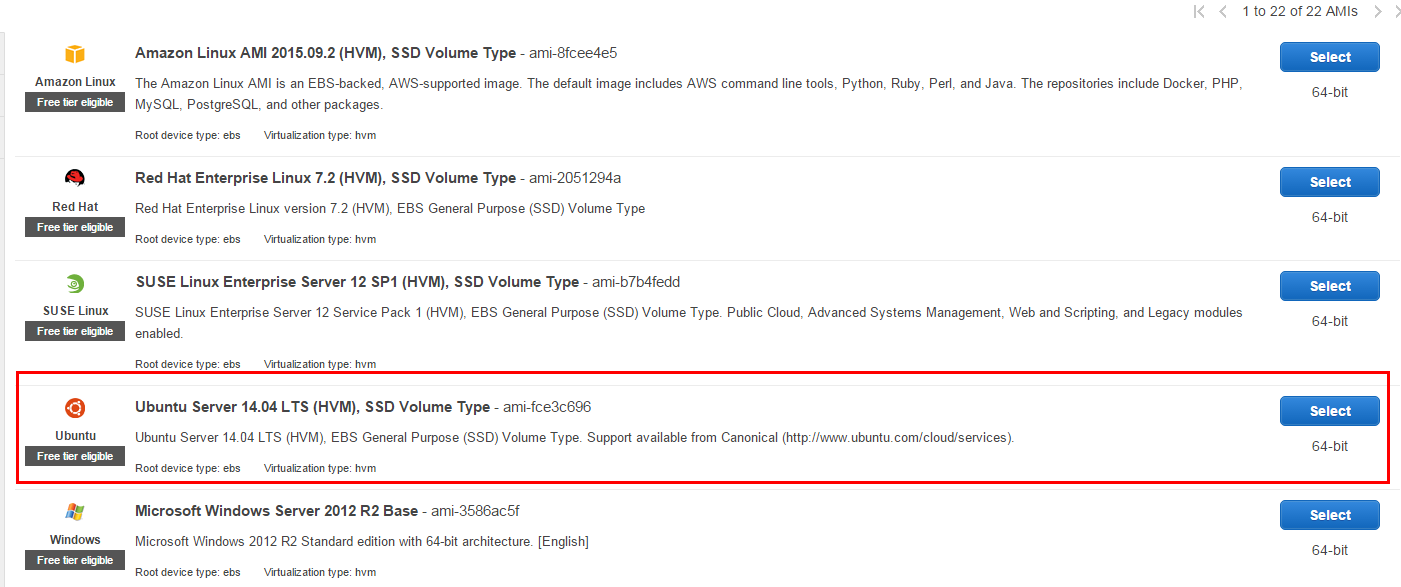 1 to 22 of 22 AMIs
Amazon Linux AMI 2015.09.2 (HVM), SSD Volume Type - ami-8fcee4e5
Select
Amazon Linux
The Amazon Linux AMI is an EBS-backed, AWS-supported image. The default image includes AWS command line tools, Python, Ruby, Perl, and Java. The repositories include Docker, PHP,
64-bit
Free tier eligible
MySQL, PostgreSQL, and other packages.
Root device type: ebs Virtualization type: hvm
Red Hat Enterprise Linux 7.2 (HVM), SSD Volume Type - ami-2051294a
Select
Red Hat
Red Hat Enterprise Linux version 7.2 (HVM), EBS General Purpose (SSD) Volume Type
64-bit
Free tier eligible
Root device type: ebs Virtualization type: hvm
SUSE Linux Enterprise Server 12 SP1 (HVM), SSD Volume Type - ami-b7b4fedd
Select
SUSE Linux
SUSE Linux Enterprise Server 12 Service Pack 1 (HVM), EBS General Purpose (SSD) Volume Type. Public Cloud, Advanced Systems Management, Web and Scripting, and Legacy modules
64-bit
Free tier eligible
enabled.
Root device type: ebs Virtualization type: hvm
Ubuntu Server 14.04 LTS (HVM), SSD Volume Type - ami-fce3c696
Select
Ubuntu
Ubuntu Server 14.04 LTS (HVM), EBS General Purpose (SSD) Volume Type. Support available from Canonical (http://www.ubuntu.com/cloud/services).
64-bit
Free tier eligible
Root device type: ebs Virtualization type: hvm
Microsoft Windows Server 2012 R2 Base - ami-3586ac5f
Select
Windows
Microsoft Windows 2012 R2 Standard edition with 64-bit architecture. [English]
64-bit
Free tier eligible
Root device type: ebs Virtualization type: hvm